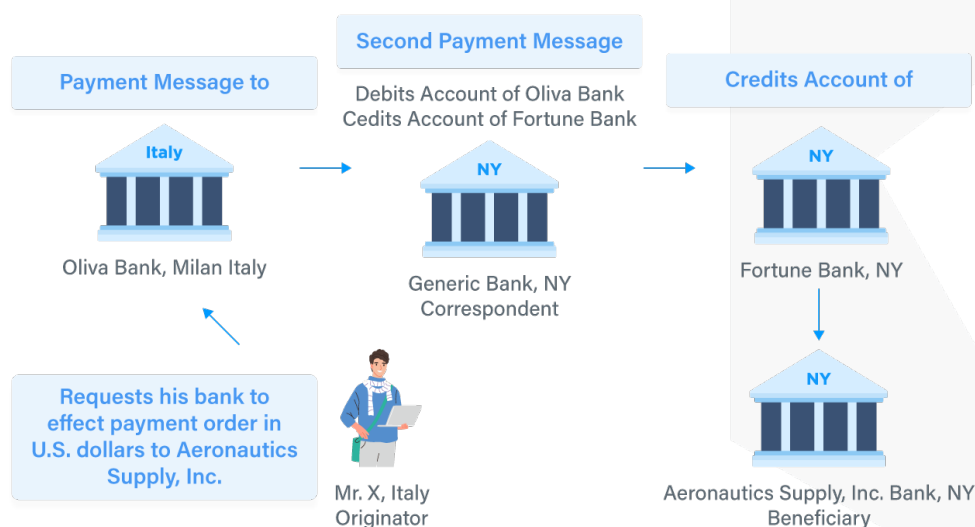 Payment Message to
Italy
Oliva Bank, Milan Italy
Requests his bank to
effect payment order in
U.S. dollars to Aeronautics
Supply, Inc.
Mr. X, Italy
Originator
Second Payment Message
Debits Account of Oliva Bank
Cedits Account of Fortune Bank
NY
Generic Bank, NY
Correspondent
Credits Account of
NY
Fortune Bank, NY
NY
Aeronautics Supply, Inc. Bank, NY
Beneficiary